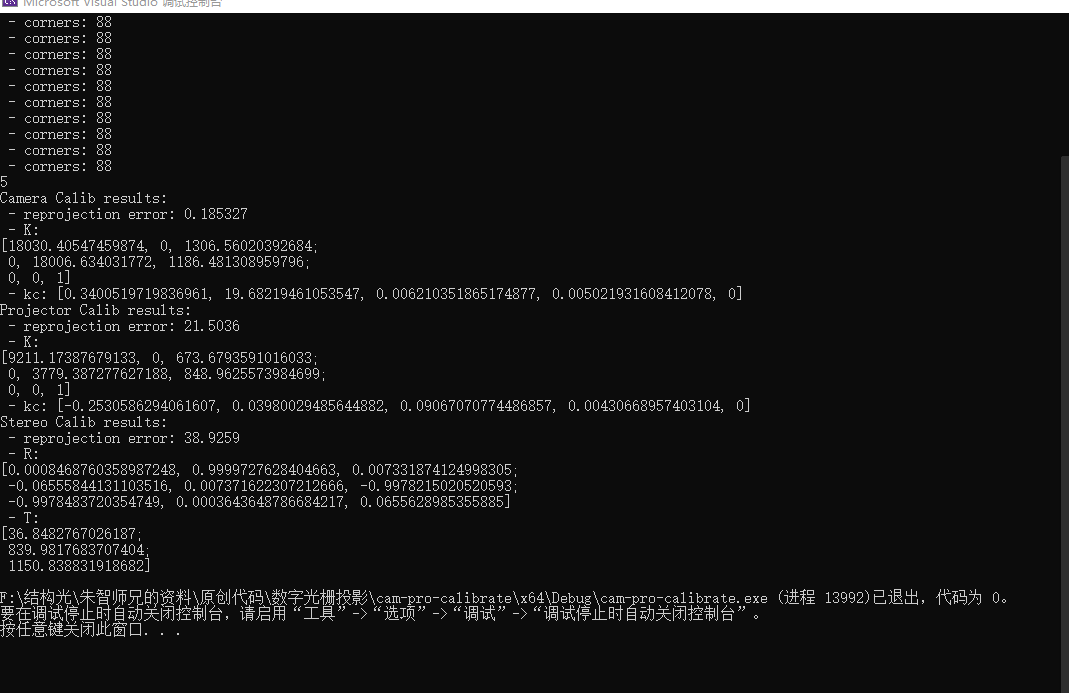 Microsoft Visual Studio 调试控制台
- corners: 88
- corners: 88
- corners: 88
- corners: 88
- corners: 88
- corners: 88
- corners: 88
- corners: 88
- corners: 88
- corners: 88
5
Camera Calib results:
- reprojection error: 0.185327
- K:
[18030.40547459874, 0, 1306.56020392684;
0, 18006.634031772, 1186.481308959796;
0, 0, 1]
- kc: [0.3400519719836961, 19.68219461053547, 0.006210351865174877, 0.005021931608412078, 0]
Projector Calib results:
- reprojection error: 21.5036
- K:
[9211.17387679133, 0, 673.6793591016033;
0, 3779.387277627188, 848.9625573984699;
0, 0, 1]
- kc: [-0.2530586294061607, 0.03980029485644882, 0.09067070774486857, 0.00430668957403104, 0]
Stereo Calib results:
- reprojection error: 38.9259
- R:
[0.0008468760358987248, 0.9999727628404663, 0.007331874124998305;
-0.06555844131103516, 0.007371622307212666, -0.9978215020520593;
-0.9978483720354749, 0.0003643648786684217, 0.0655628985355885]
- T:
[36.8482767026187;
839.9817683707404;
1150.838831918682]
F:\结构光\朱智师兄的资料\原创代码\数字光栅投影\cam-pro-calibrate\x64\Debug\cam-pro-calibrate.exe (进程 13992)已退出，代码为 0。
要在调试停止时自动关闭控制台，请启用“工具”->“选项”->“调试”->“调试停止时自动关闭控制台”。
按任意键关闭此窗口. . .